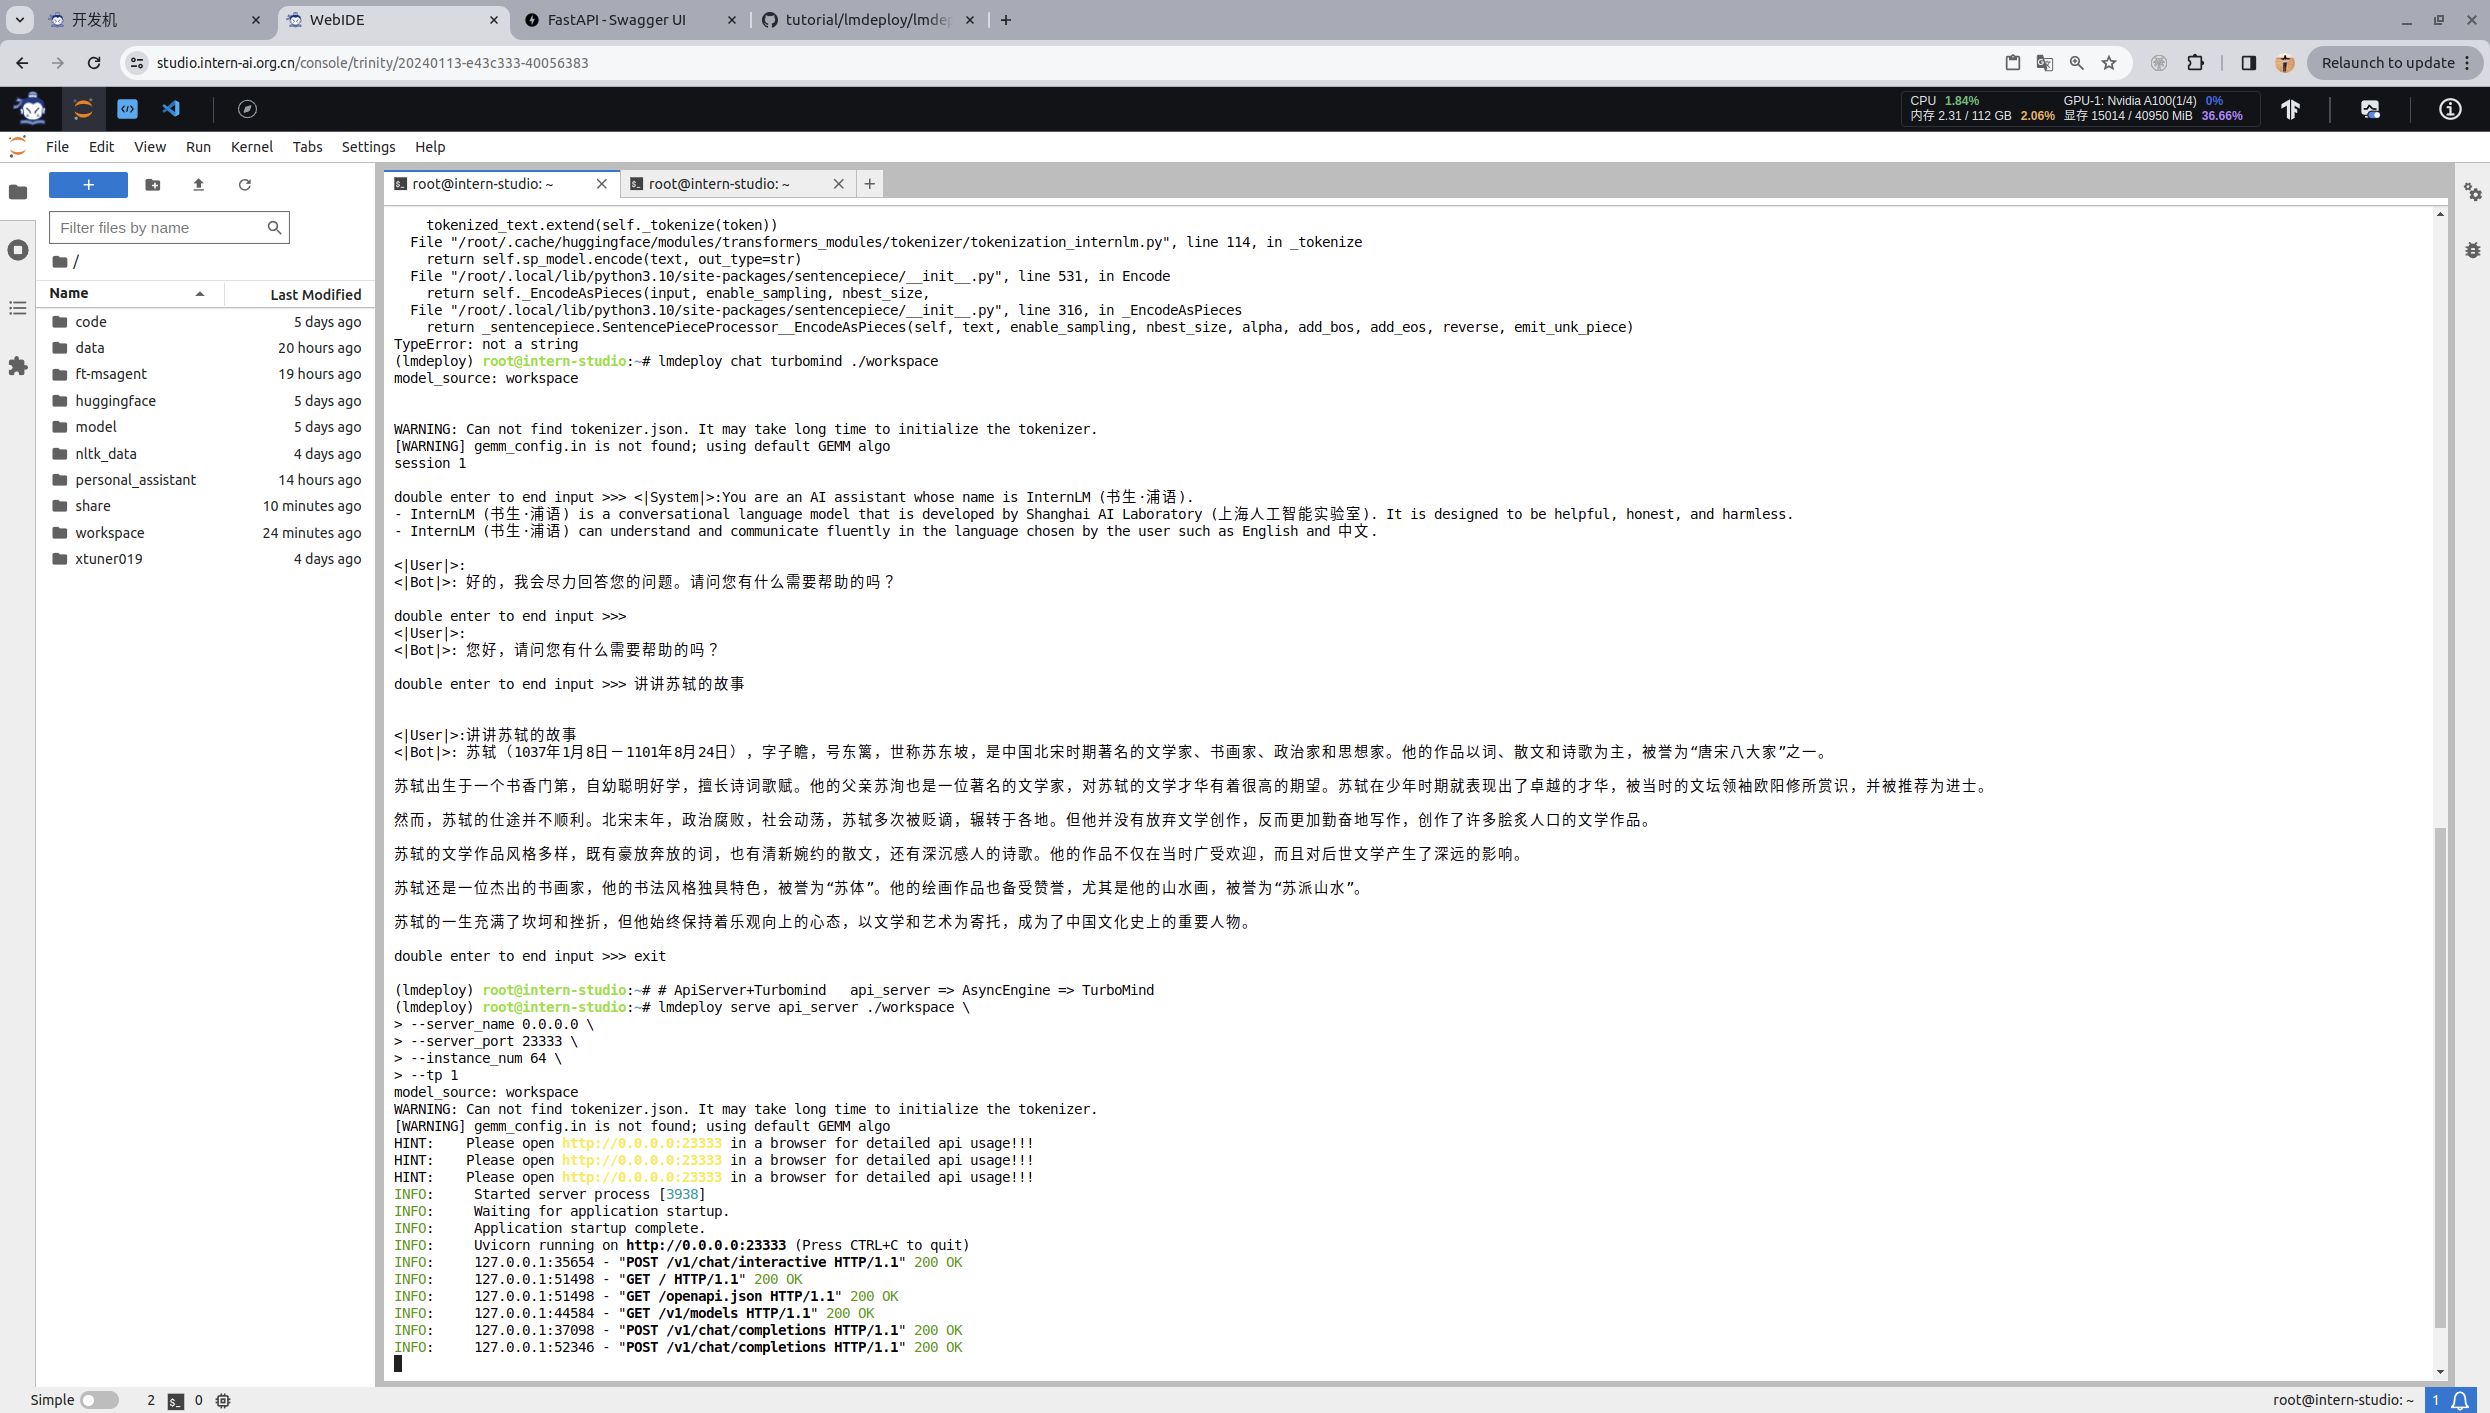 开发机
WebIDE
FastAPI - Swagger UI
tutorial/lmdeploy/lmdep
studio.intern-ai.org.cn/console/trinity/20240113-e43c333-40056383
Relaunch to update
CPU 1.84% GPU-1: Nvidia A100(1/4) 0%
内存 2.31 / 112 GB 2.06% 显存 15014 / 40950 MiB 36.66%
File Edit View Run Kernel Tabs Settings Help
Filter files by name
/
Name Last Modified
code 5 days ago
data 20 hours ago
ft-msagent 19 hours ago
huggingface 5 days ago
model 5 days ago
nltk_data 4 days ago
personal_assistant 14 hours ago
share 10 minutes ago
workspace 24 minutes ago
xtuner019 4 days ago
root@intern-studio: ~
root@intern-studio: ~
tokenized_text.extend(self._tokenize(token))
File "/root/.cache/huggingface/modules/transformers_modules/tokenizer/tokenization_internlm.py", line 114, in _tokenize
return self.sp_model.encode(text, out_type=str)
File "/root/.local/lib/python3.10/site-packages/sentencepiece/__init__.py", line 531, in Encode
return self._EncodeAsPieces(input, enable_sampling, nbest_size,
File "/root/.local/lib/python3.10/site-packages/sentencepiece/__init__.py", line 316, in _EncodeAsPieces
return _sentencepiece.SentencePieceProcessor__EncodeAsPieces(self, text, enable_sampling, nbest_size, alpha, add_bos, add_eos, reverse, emit_unk_piece)
TypeError: not a string
(lmdeploy) root@intern-studio:~# lmdeploy chat turbomind ./workspace
model_source: workspace
WARNING: Can not find tokenizer.json. It may take long time to initialize the tokenizer.
[WARNING] gemm_config.in is not found; using default GEMM algo
session 1
double enter to end input >>> <|System|>:You are an AI assistant whose name is InternLM (书生·浦语).
- InternLM (书生·浦语) is a conversational language model that is developed by Shanghai AI Laboratory (上海人工智能实验室). It is designed to be helpful, honest, and harmless.
- InternLM (书生·浦语) can understand and communicate fluently in the language chosen by the user such as English and 中文.
<|User|>:
<|Bot|>: 好的，我会尽力回答您的问题。请问您有什么需要帮助的吗？
double enter to end input >>>
<|User|>:
<|Bot|>: 您好，请问您有什么需要帮助的吗？
double enter to end input >>> 讲讲苏轼的故事
<|User|>:讲讲苏轼的故事
<|Bot|>: 苏轼（1037年1月8日－1101年8月24日），字子瞻，号东篱，世称苏东坡，是中国北宋时期著名的文学家、书画家、政治家和思想家。他的作品以词、散文和诗歌为主，被誉为“唐宋八大家”之一。
苏轼出生于一个书香门第，自幼聪明好学，擅长诗词歌赋。他的父亲苏洵也是一位著名的文学家，对苏轼的文学才华有着很高的期望。苏轼在少年时期就表现出了卓越的才华，被当时的文坛领袖欧阳修所赏识，并被推荐为进士。
然而，苏轼的仕途并不顺利。北宋末年，政治腐败，社会动荡，苏轼多次被贬谪，辗转于各地。但他并没有放弃文学创作，反而更加勤奋地写作，创作了许多脍炙人口的文学作品。
苏轼的文学作品风格多样，既有豪放奔放的词，也有清新婉约的散文，还有深沉感人的诗歌。他的作品不仅在当时广受欢迎，而且对后世文学产生了深远的影响。
苏轼还是一位杰出的书画家，他的书法风格独具特色，被誉为“苏体”。他的绘画作品也备受赞誉，尤其是他的山水画，被誉为“苏派山水”。
苏轼的一生充满了坎坷和挫折，但他始终保持着乐观向上的心态，以文学和艺术为寄托，成为了中国文化史上的重要人物。
double enter to end input >>> exit
(lmdeploy) root@intern-studio:~# # ApiServer+Turbomind   api_server => AsyncEngine => TurboMind
(lmdeploy) root@intern-studio:~# lmdeploy serve api_server ./workspace \
> --server_name 0.0.0.0 \
> --server_port 23333 \
> --instance_num 64 \
> --tp 1
model_source: workspace
WARNING: Can not find tokenizer.json. It may take long time to initialize the tokenizer.
[WARNING] gemm_config.in is not found; using default GEMM algo
HINT:    Please open http://0.0.0.0:23333 in a browser for detailed api usage!!!
HINT:    Please open http://0.0.0.0:23333 in a browser for detailed api usage!!!
HINT:    Please open http://0.0.0.0:23333 in a browser for detailed api usage!!!
INFO:     Started server process [3938]
INFO:     Waiting for application startup.
INFO:     Application startup complete.
INFO:     Uvicorn running on http://0.0.0.0:23333 (Press CTRL+C to quit)
INFO:     127.0.0.1:35654 - "POST /v1/chat/interactive HTTP/1.1" 200 OK
INFO:     127.0.0.1:51498 - "GET / HTTP/1.1" 200 OK
INFO:     127.0.0.1:51498 - "GET /openapi.json HTTP/1.1" 200 OK
INFO:     127.0.0.1:44584 - "GET /v1/models HTTP/1.1" 200 OK
INFO:     127.0.0.1:37098 - "POST /v1/chat/completions HTTP/1.1" 200 OK
INFO:     127.0.0.1:52346 - "POST /v1/chat/completions HTTP/1.1" 200 OK
Simple 2 0
root@intern-studio: ~ 1